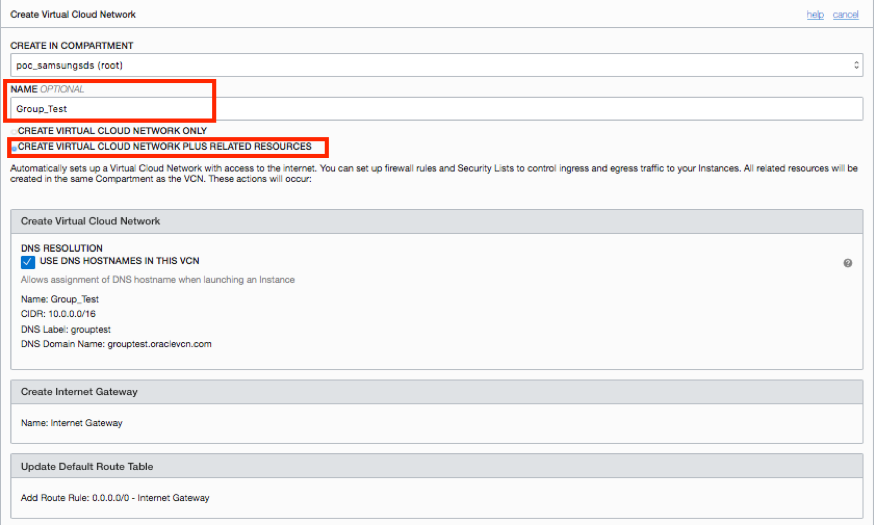 Create Virtual Cloud Network
help cancel
CREATE IN COMPARTMENT
poc_samsungsds (root)
NAME OPTIONAL
Group_Test
CREATE VIRTUAL CLOUD NETWORK ONLY
CREATE VIRTUAL CLOUD NETWORK PLUS RELATED RESOURCES
Automatically sets up a Virtual Cloud Network with access to the internet. You can set up firewall rules and Security Lists to control ingress and egress traffic to your Instances. All related resources will be
created in the same Compartment as the VCN. These actions will occur:
Create Virtual Cloud Network
DNS RESOLUTION
USE DNS HOSTNAMES IN THIS VCN
Allows assignment of DNS hostname when launching an Instance
Name: Group_Test
CIDR: 10.0.0.0/16
DNS Label: grouptest
DNS Domain Name: grouptest.oraclevcn.com
Create Internet Gateway
Name: Internet Gateway
Update Default Route Table
Add Route Rule: 0.0.0.0/0 - Internet Gateway